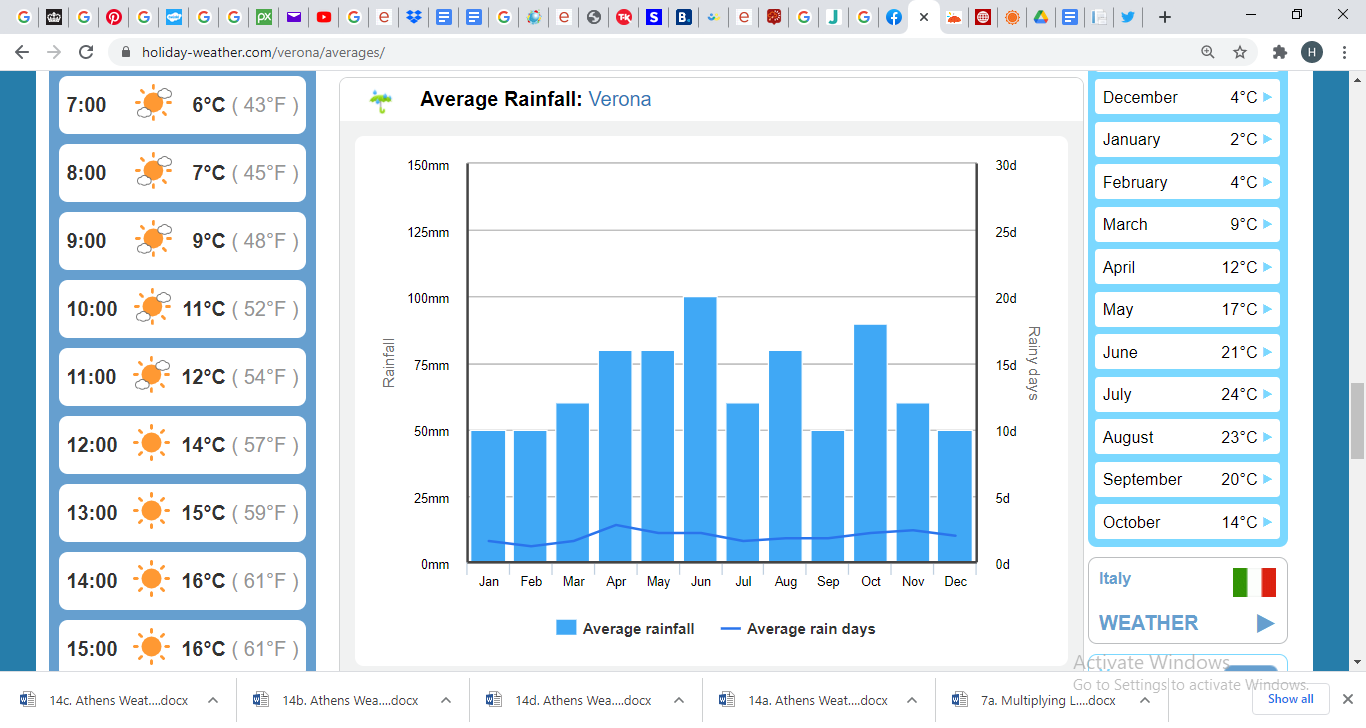 holiday-weather.com/verona/averages/
H
7:00 6°C ( 43°F )
8:00 7°C ( 45°F )
9:00 9°C ( 48°F )
10:00 11°C ( 52°F )
11:00 12°C ( 54°F )
12:00 14°C ( 57°F )
13:00 15°C ( 59°F )
14:00 16°C ( 61°F )
15:00 16°C ( 61°F )
Average Rainfall: Verona
150mm 30d
125mm 25d
100mm 20d
75mm 15d
50mm 10d
25mm 5d
0mm 0d
Rainfall
Rainy days
Jan Feb Mar Apr May Jun Jul Aug Sep Oct Nov Dec
Average rainfall Average rain days
December 4°C
January 2°C
February 4°C
March 9°C
April 12°C
May 17°C
June 21°C
July 24°C
August 23°C
September 20°C
October 14°C
Italy
WEATHER
Activate Windows
Go to Settings to activate Windows.
14c. Athens Weat....docx 14b. Athens Wea....docx 14d. Athens Wea....docx 14a. Athens Weat....docx 7a. Multiplying L....docx Show all